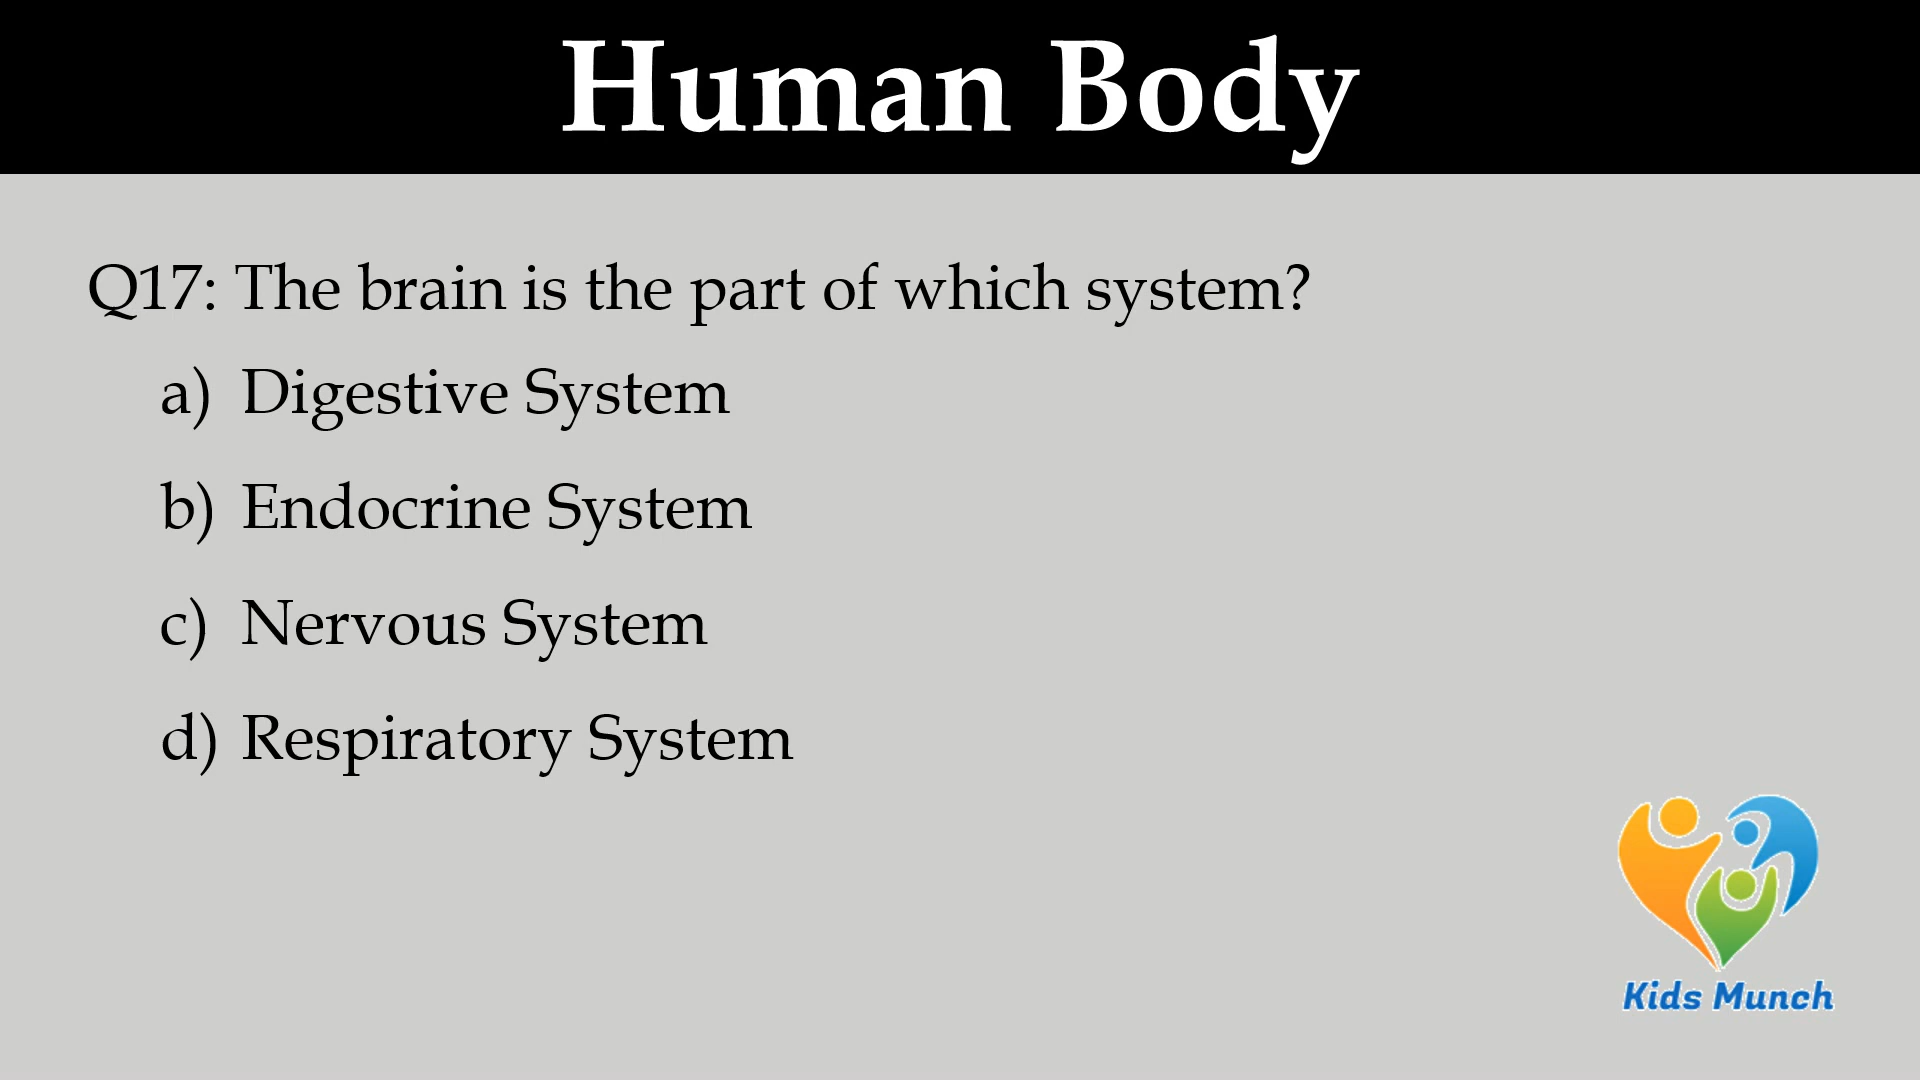 Human Body
Q17: The brain is the part of which system?
a) Digestive System
b) Endocrine System
c) Nervous System
d) Respiratory System
Kids Munch